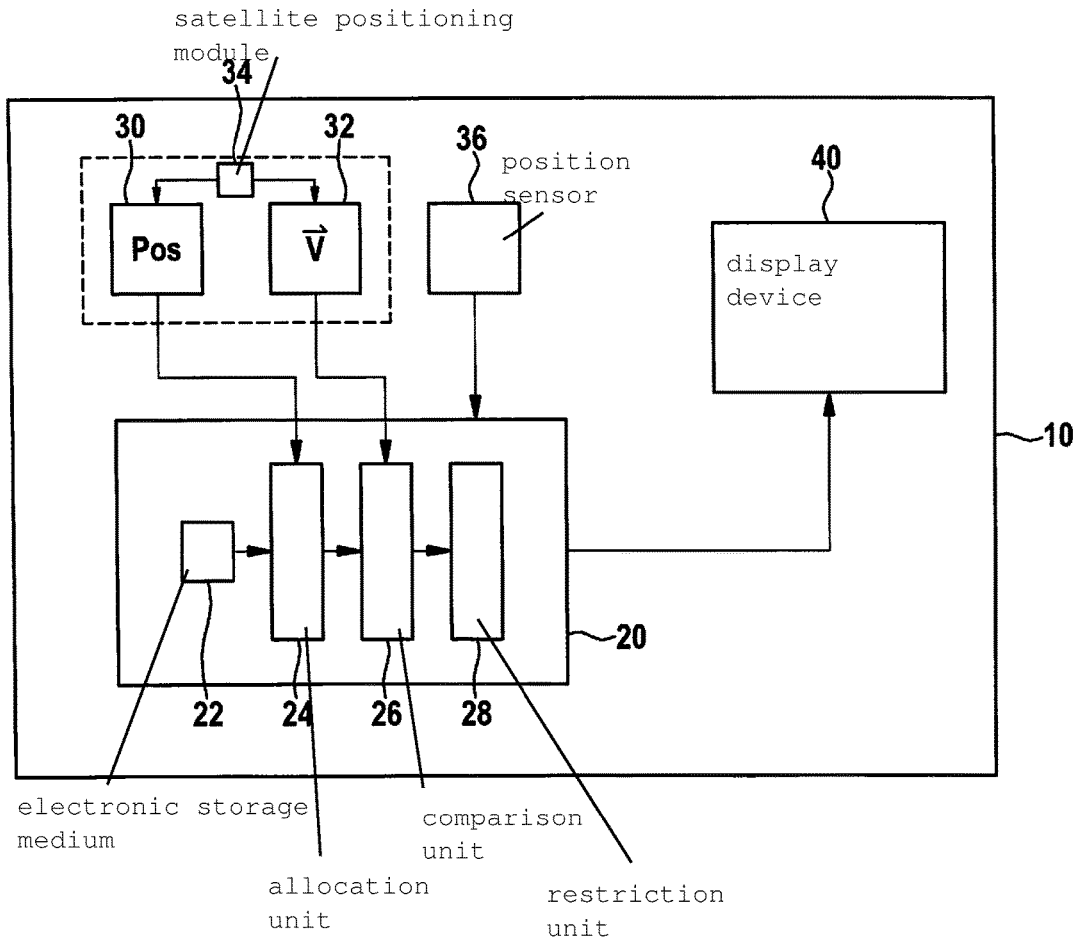 satellite positioning
module
34
30
32
36
position
sensor
40
Pos
V
display
device
10
20
22
24
26
28
electronic storage
medium
comparison
unit
allocation
unit
restriction
unit